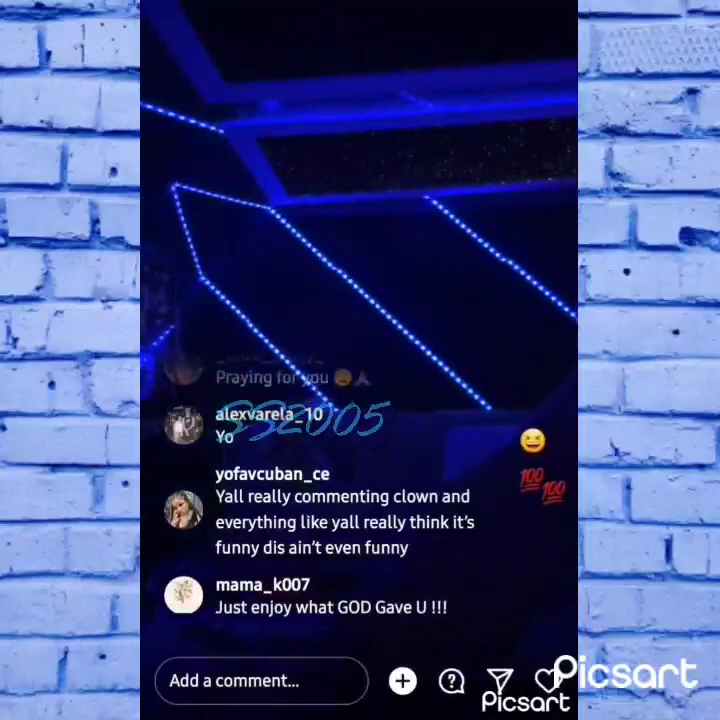 Praying for you 😔🙏
alexvarela_10
SS2005
Yo
yofavcuban_ce
Yall really commenting clown and
everything like yall really think it's
funny dis ain't even funny
mama_k007
Just enjoy what GOD Gave U !!!
Add a comment...
Picsart
Picsart